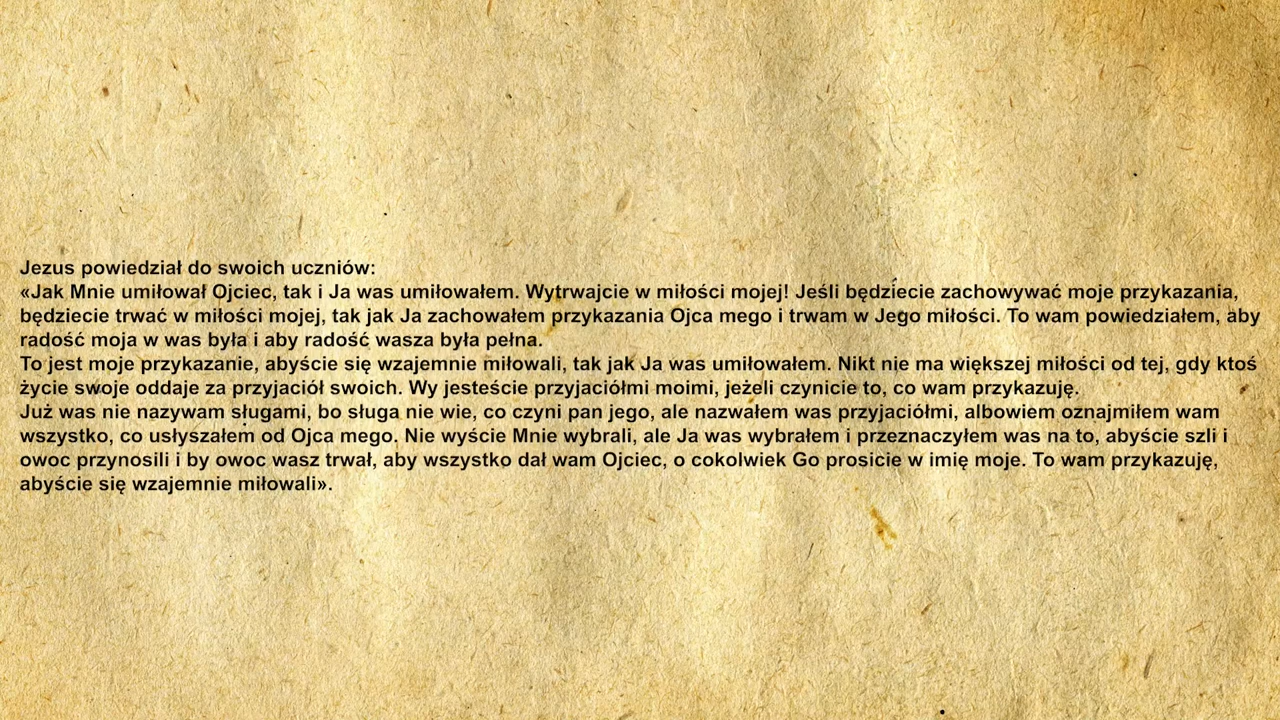 Jezus powiedział do swoich uczniów:
«Jak Mnie umiłował Ojciec, tak i Ja was umiłowałem. Wytrwajcie w miłości mojej! Jeśli będziecie zachowywać moje przykazania,
będziecie trwać w miłości mojej, tak jak Ja zachowałem przykazania Ojca mego i trwam w Jego miłości. To wam powiedziałem, aby
radość moja w was była i aby radość wasza była pełna.
To jest moje przykazanie, abyście się wzajemnie miłowali, tak jak Ja was umiłowałem. Nikt nie ma większej miłości od tej, gdy ktoś
życie swoje oddaje za przyjaciół swoich. Wy jesteście przyjaciółmi moimi, jeżeli czynicie to, co wam przykazuję.
Już was nie nazywam sługami, bo sługa nie wie, co czyni pan jego, ale nazwałem was przyjaciółmi, albowiem oznajmiłem wam
wszystko, co usłyszałem od Ojca mego. Nie wyście Mnie wybrali, ale Ja was wybrałem i przeznaczyłem was na to, abyście szli i
owoc przynosili i by owoc wasz trwał, aby wszystko dał wam Ojciec, o cokolwiek Go prosicie w imię moje. To wam przykazuję,
abyście się wzajemnie miłowali».